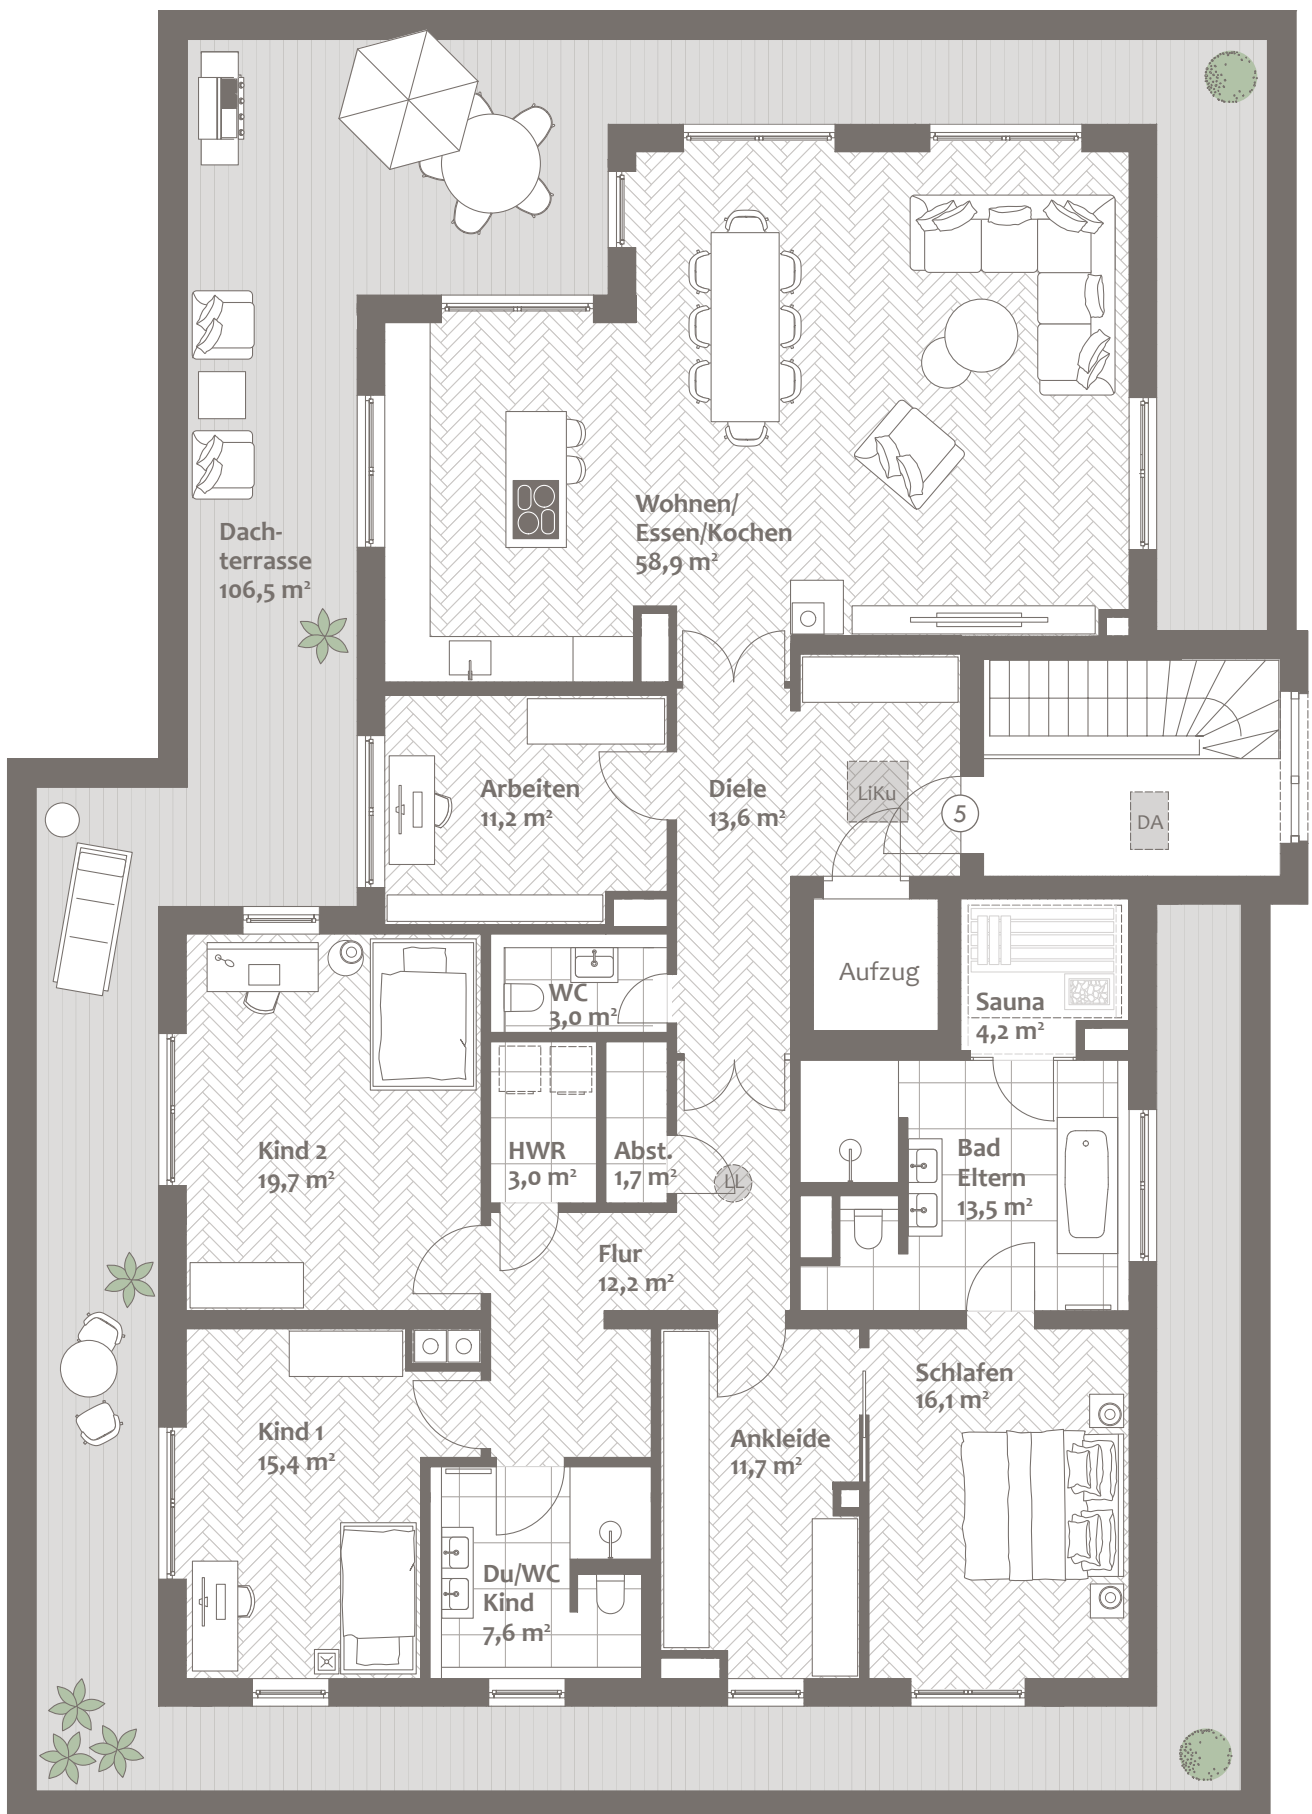 Wohnen/
Essen/Kochen
58,9 m²
Dach-
terrasse
106,5 m²
Arbeiten
11,2 m²
Diele
13,6 m²
LiKu
5
DA
Aufzug
Sauna
4,2 m²
WC
3,0 m²
Kind 2
19,7 m²
HWR
3,0 m²
Abst.
1,7 m²
LL
Bad
Eltern
13,5 m²
Flur
12,2 m²
Schlafen
16,1 m²
Kind 1
15,4 m²
Ankleide
11,7 m²
Du/WC
Kind
7,6 m²